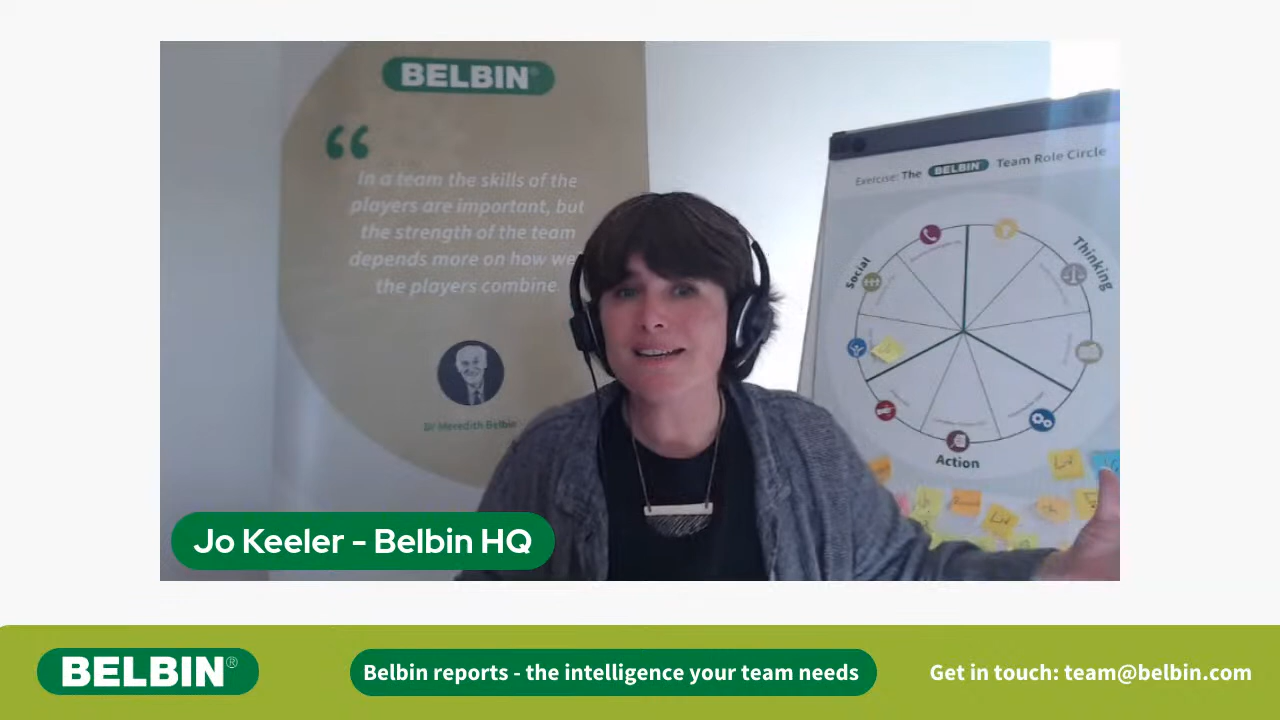 BELBIN®
“
In a team the skills of the
players are important, but
the strength of the team
depends more on how we
the players combine
Dr Meredith Belbin
Exercise: The BELBIN Team Role Circle
Social
Thinking
Action
Jo Keeler - Belbin HQ
BELBIN®
Belbin reports - the intelligence your team needs
Get in touch: team@belbin.com